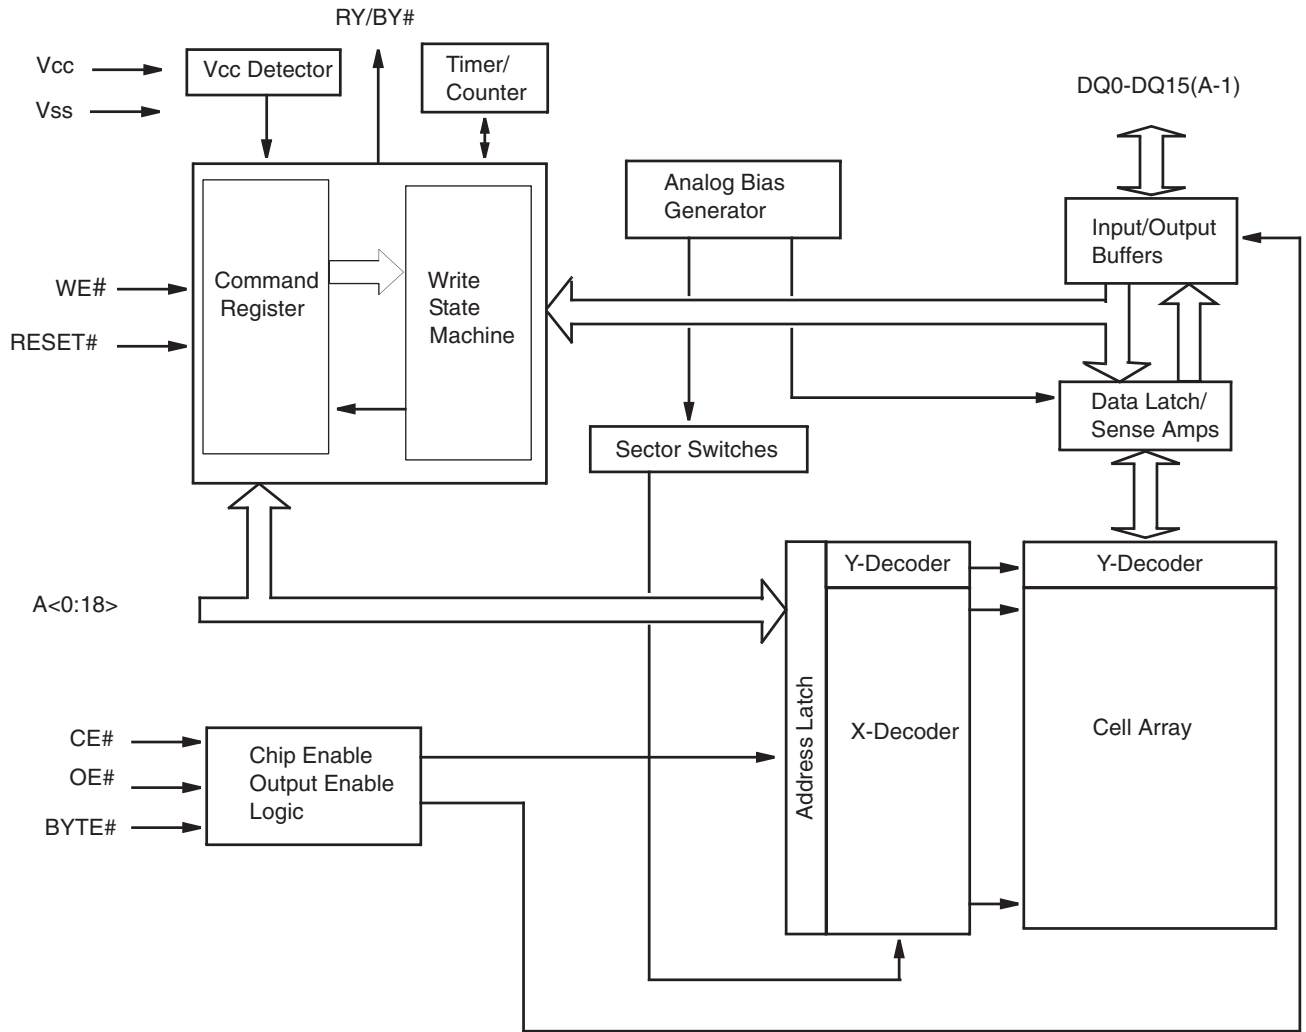 RY/BY#
Vcc
Vcc Detector
Timer/
Counter
Vss
DQ0-DQ15(A-1)
Analog Bias
Generator
Input/Output
Buffers
WE#
RESET#
Command
Register
Write
State
Machine
Data Latch/
Sense Amps
Sector Switches
A<0:18>
Address Latch
Y-Decoder
Y-Decoder
X-Decoder
Cell Array
CE#
OE#
BYTE#
Chip Enable
Output Enable
Logic